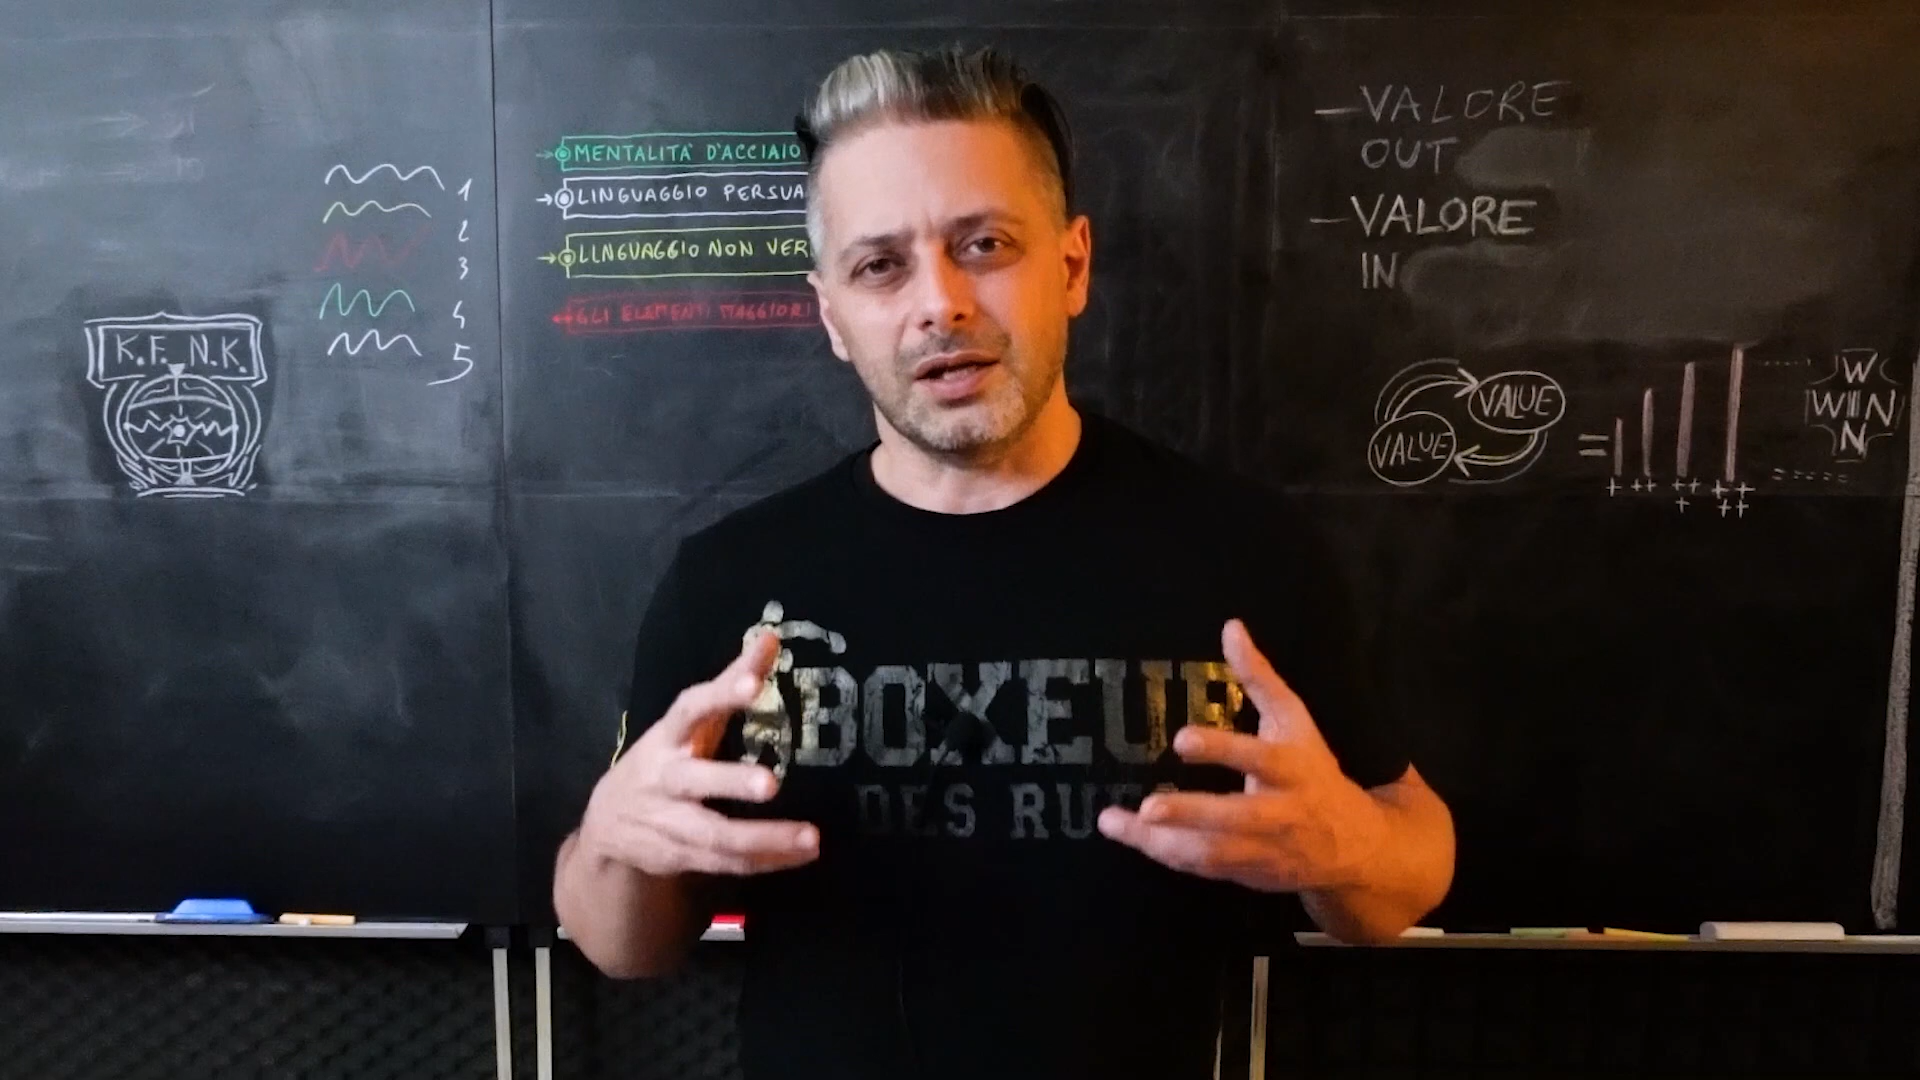 K.F. N.K.
1
2
3
4
5
MENTALITA' D'ACCIAIO
LINGUAGGIO PERSUA
LINGUAGGIO NON VER
GLI ELEMENTI MAGGIORI
—VALORE
OUT
—VALORE
IN
VALUE
VALUE
=
+ ++ +++ ++++
W
WIN
N
BOXEUR
DES RUES